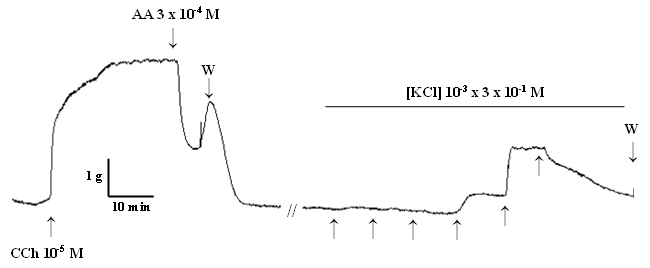 AA 3 x 10⁻⁴ M
W
[KCl] 10⁻³ x 3 x 10⁻¹ M
W
1 g
10 min
//
CCh 10⁻⁵ M